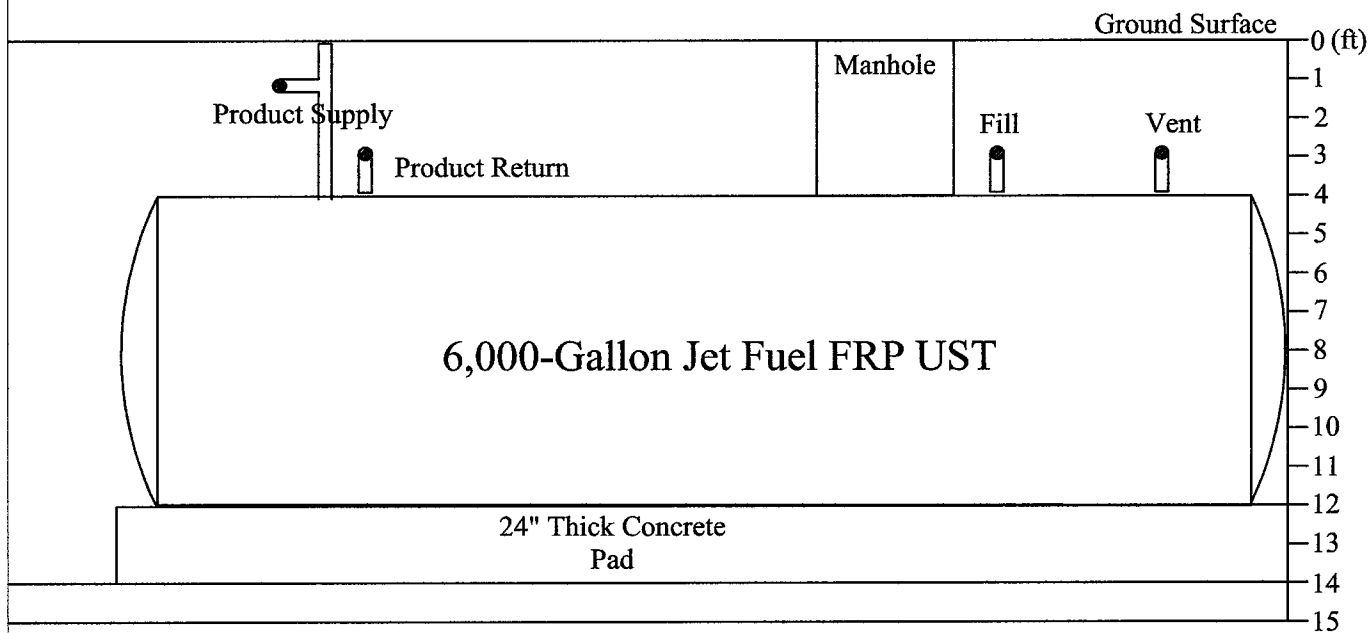 Ground Surface
0 (ft)
Manhole
1
Product Supply
2
Fill
Vent
Product Return
3
4
5
6
7
6,000-Gallon Jet Fuel FRP UST
8
9
10
11
12
24" Thick Concrete
Pad
13
14
15